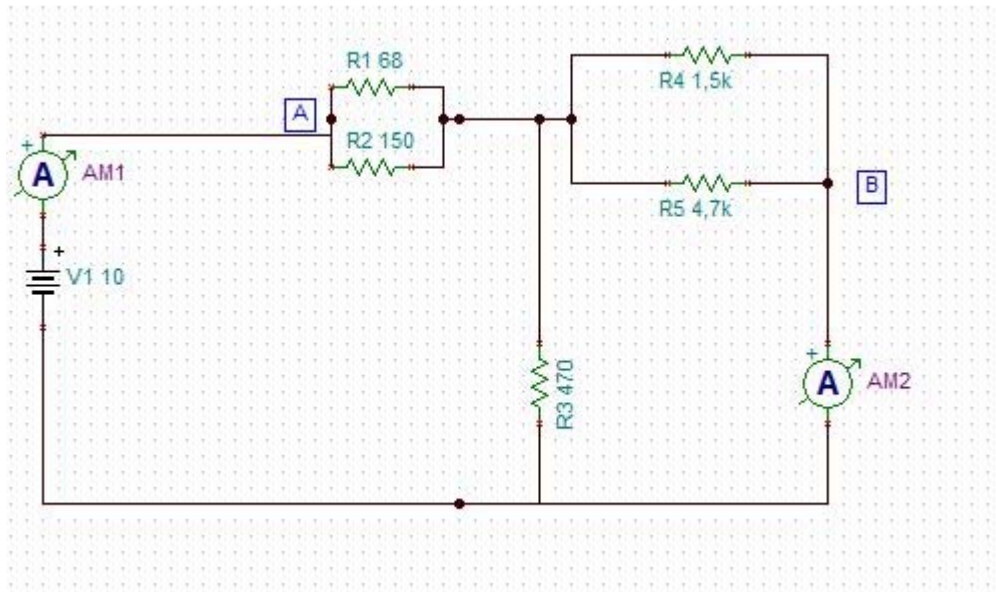 R1 68
R4 1,5k
A
R2 150
+
A
AM1
B
R5 4,7k
+
V1 10
+
A
AM2
R3 470